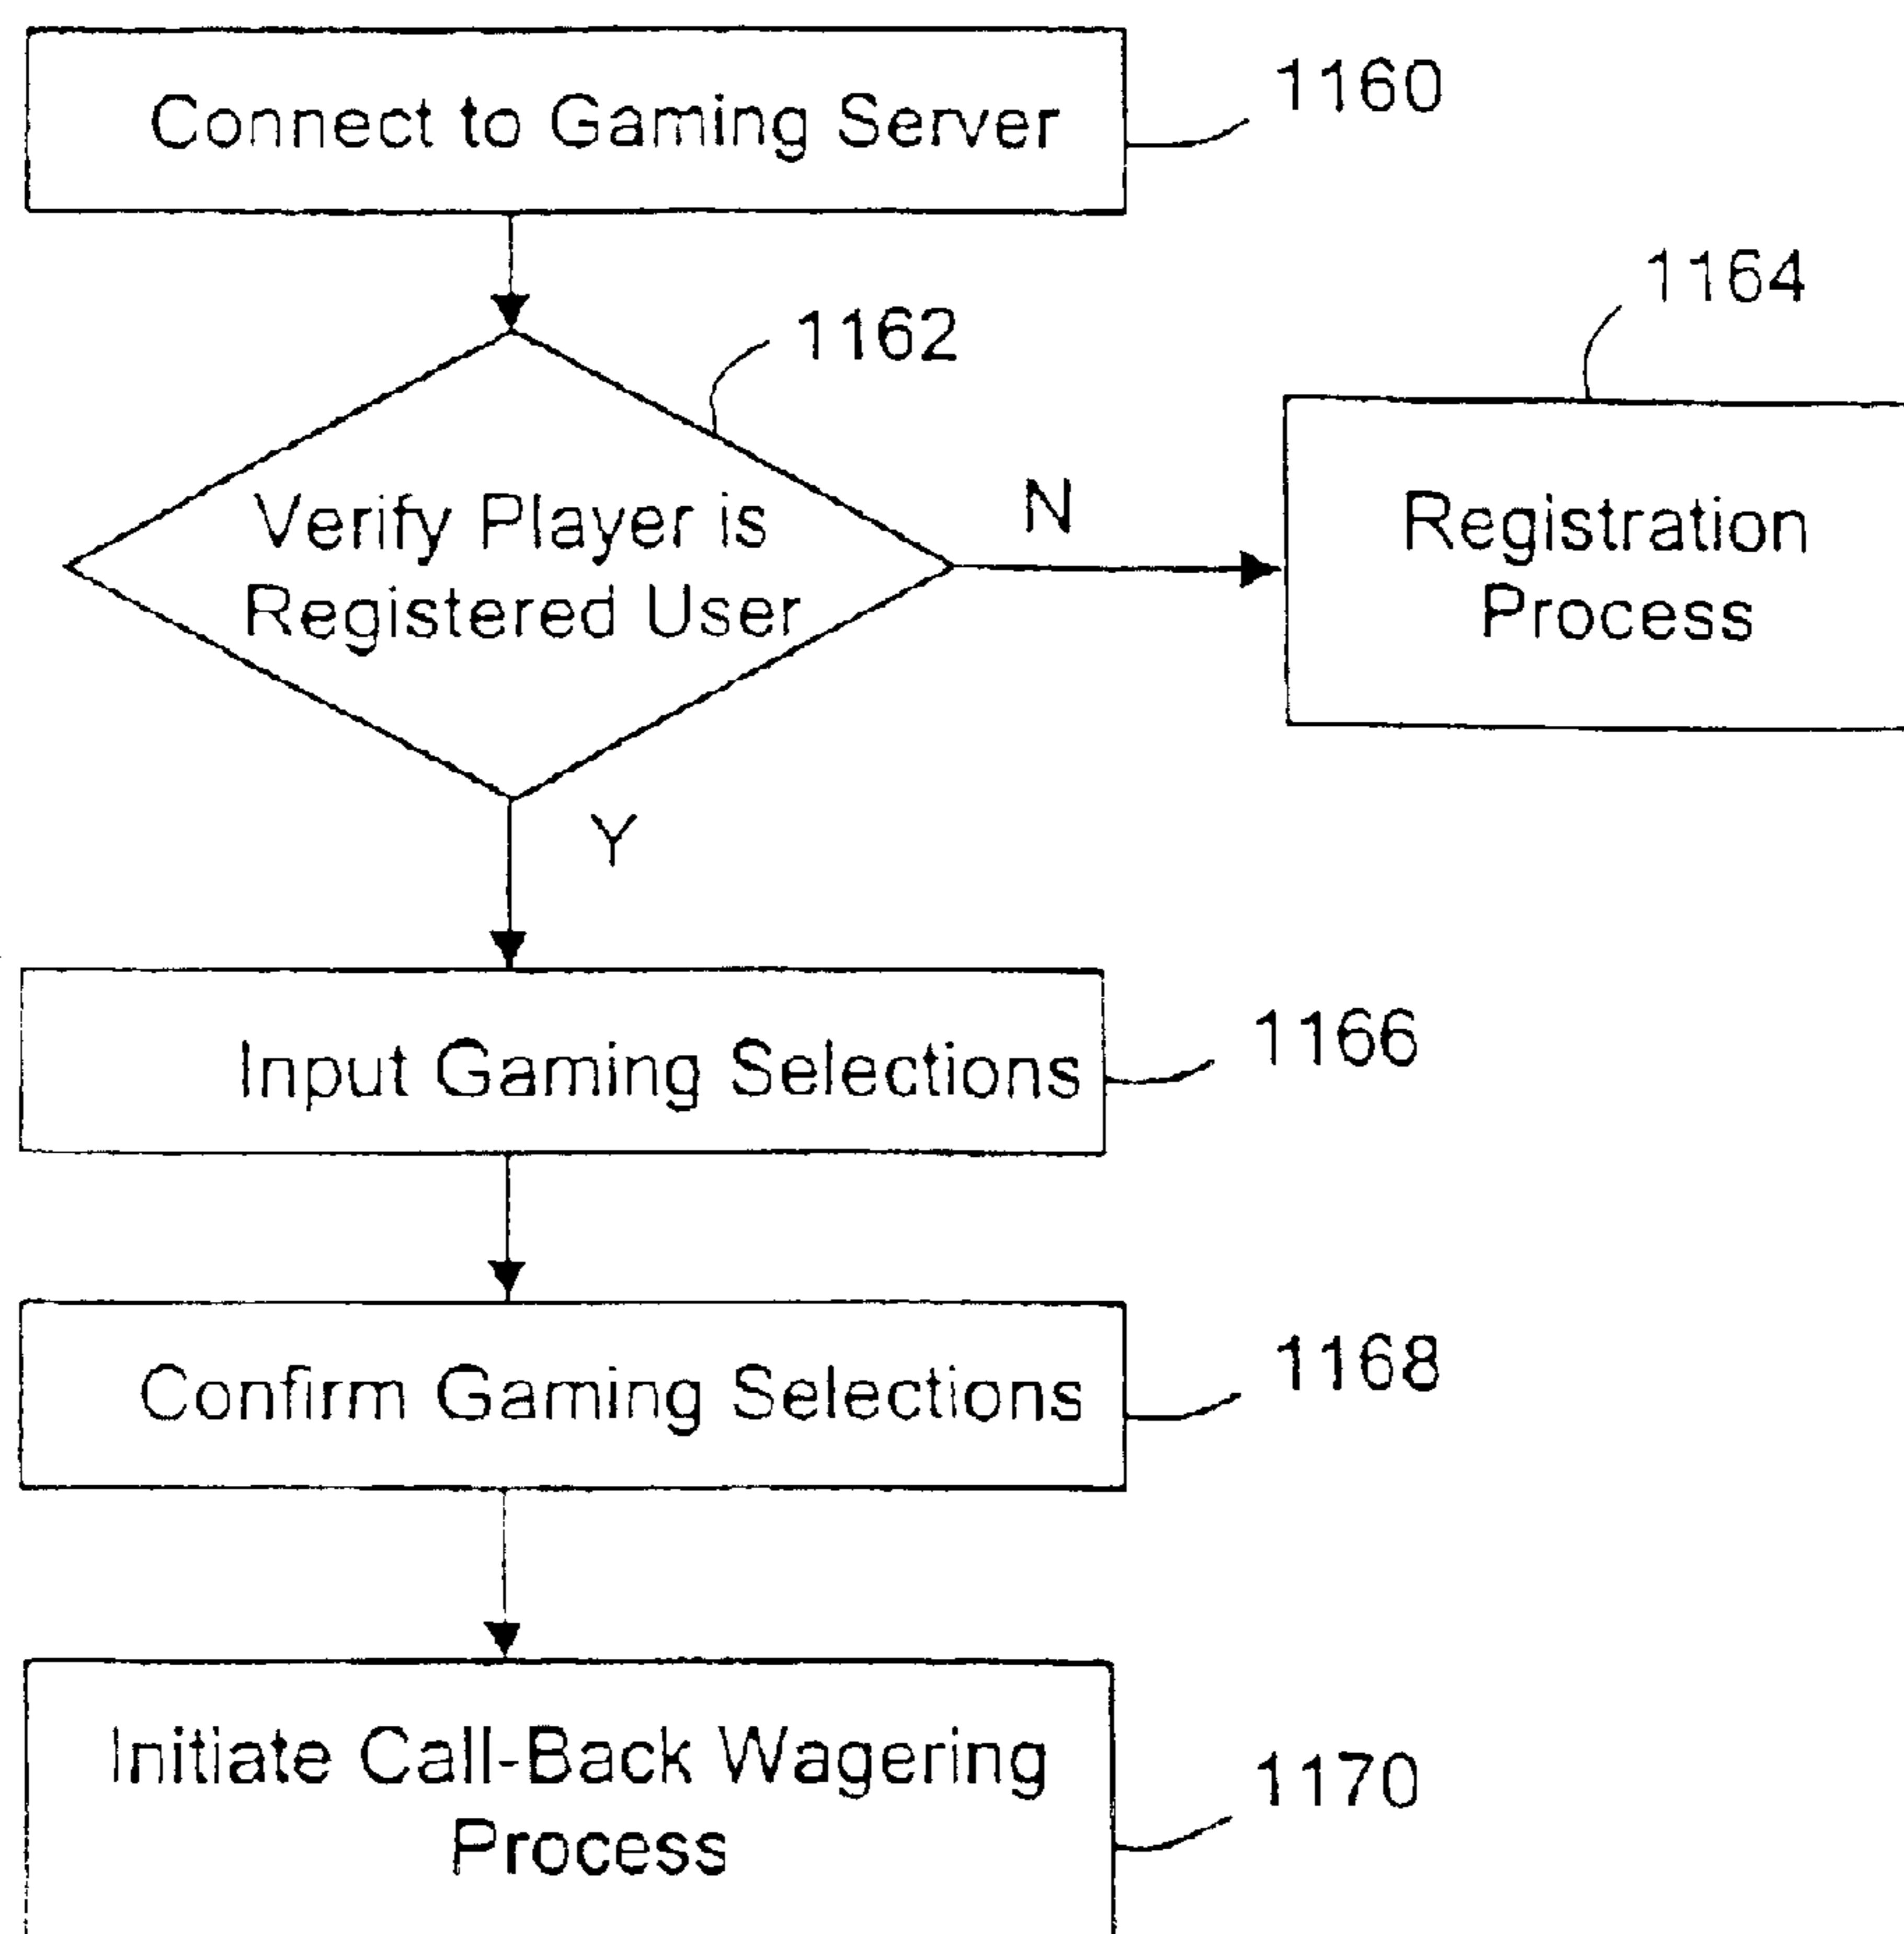 Connect to Gaming Server
1160
1162
1164
Verify Player is
Registered User
N
Registration
Process
Y
Input Gaming Selections
1166
Confirm Gaming Selections
1168
Initiate Call-Back Wagering
Process
1170